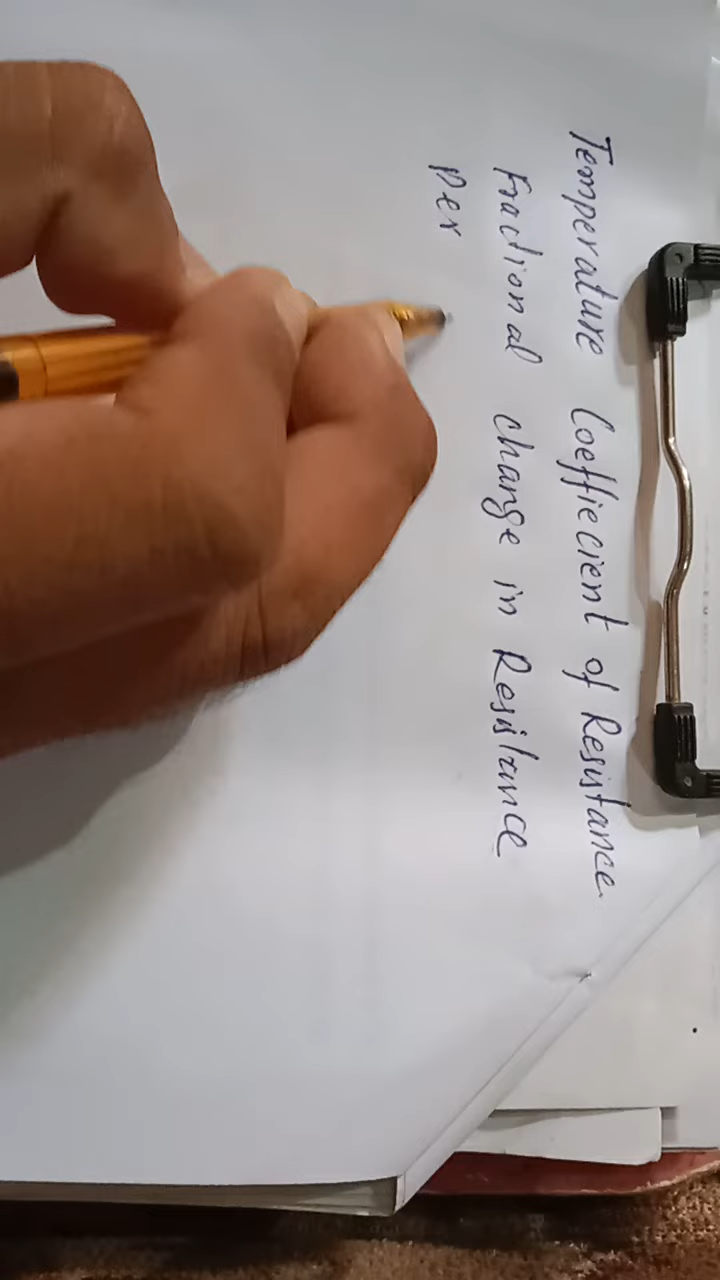 Temperature Coeffiecient of Resistance
Fractional change in Resistance
per